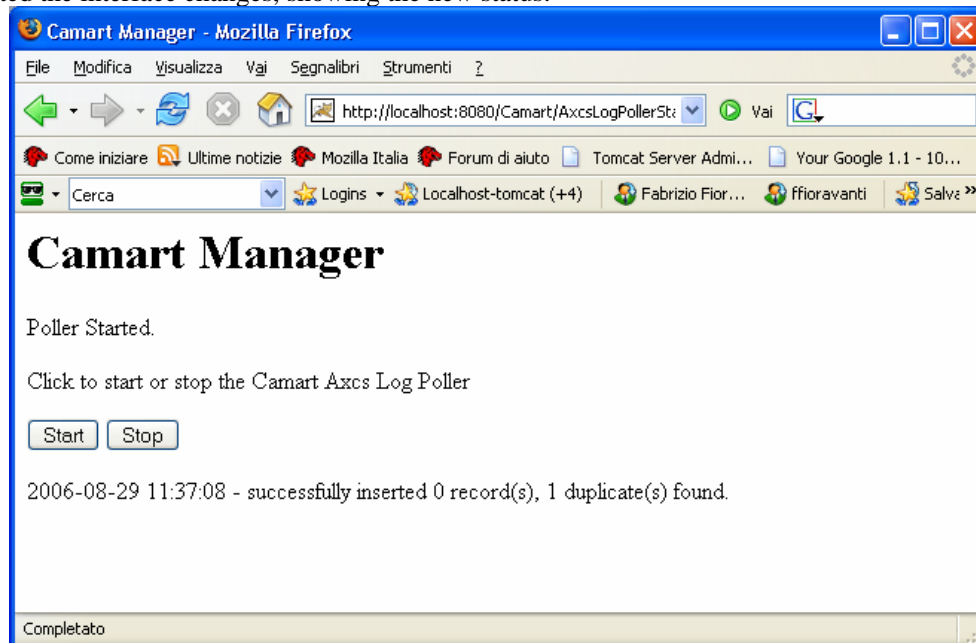 ted the interface changes, showing the new status.
Camart Manager - Mozilla Firefox
File Modifica Visualizza Vai Segnalibri Strumenti ?
http://localhost:8080/Camart/AxcsLogPollerSta Vai G
Come iniziare Ultime notizie Mozilla Italia Forum di aiuto Tomcat Server Admi... Your Google 1.1 - 10...
Cerca Logins Localhost-tomcat (+4) Fabrizio Fior... ffioravanti Salva »
Camart Manager
Poller Started.
Click to start or stop the Camart Axcs Log Poller
Start Stop
2006-08-29 11:37:08 - successfully inserted 0 record(s), 1 duplicate(s) found.
Completato